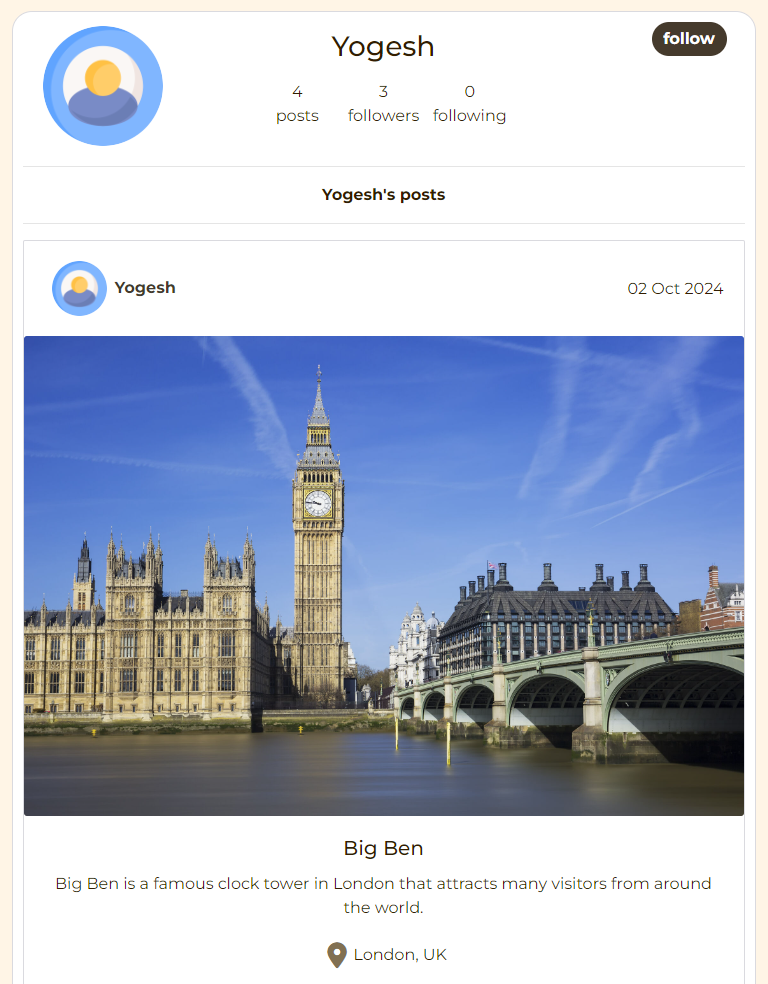 Yogesh
follow
4 3 0
posts followers following
Yogesh's posts
Yogesh 02 Oct 2024
Big Ben
Big Ben is a famous clock tower in London that attracts many visitors from around
the world.
London, UK